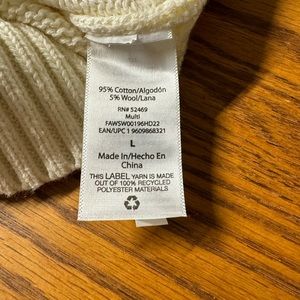 95% Cotton/Algodón
5% Wool/Lana
RN# 52469
Multi
FAWSW00196HD22
EAN/UPC 1 9609868321
L
Made In/Hecho En
China
THIS LABEL YARN IS MADE
OUT OF 100% RECYCLED
POLYESTER MATERIALS